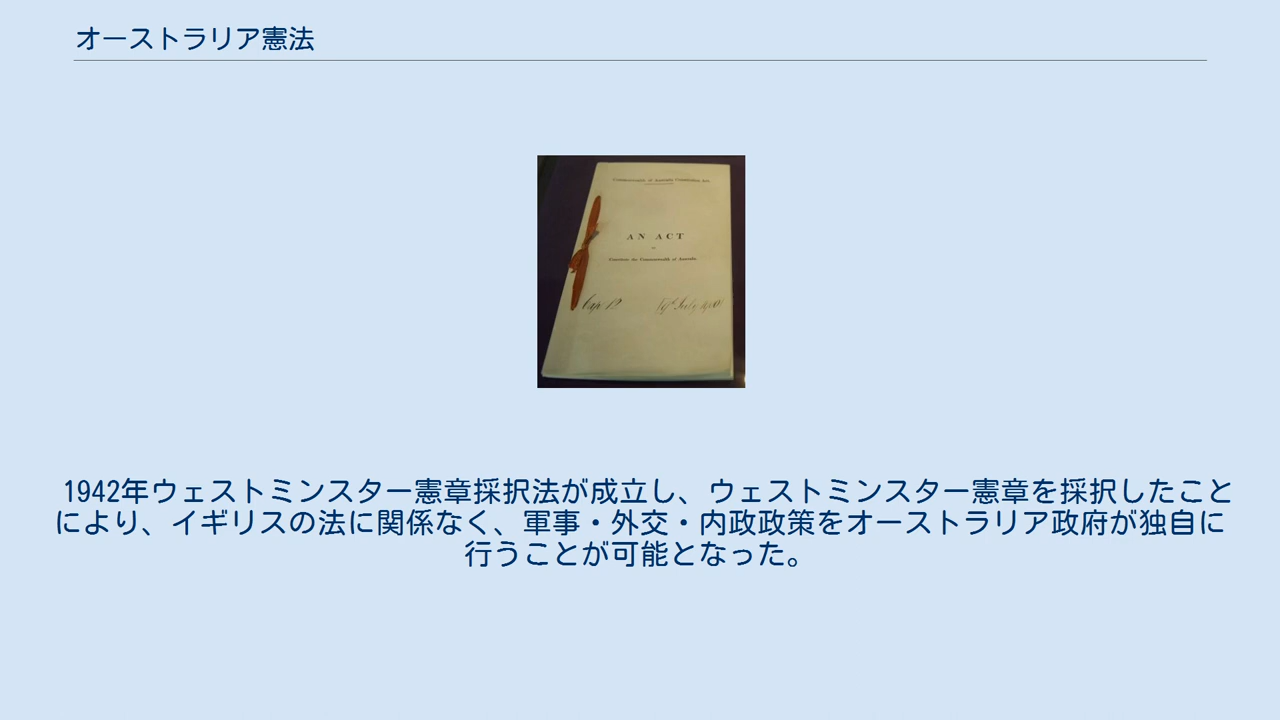 オーストラリア憲法
AN ACT
1942年ウェストミンスター憲章採択法が成立し、ウェストミンスター憲章を採択したこと
により、イギリスの法に関係なく、軍事・外交・内政政策をオーストラリア政府が独自に
行うことが可能となった。